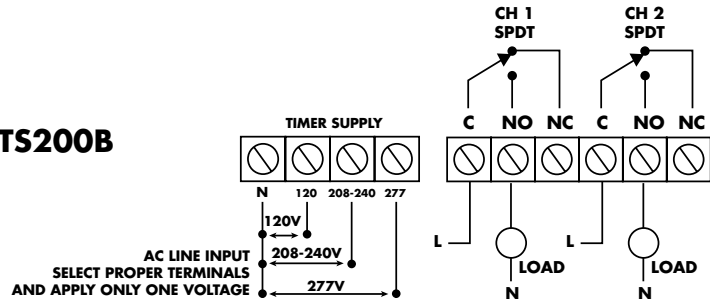 CH 1
SPDT
CH 2
SPDT
C NO NC C NO NC
TS200B
TIMER SUPPLY
N 120 208-240 277
120V
208-240V
277V
AC LINE INPUT
SELECT PROPER TERMINALS
AND APPLY ONLY ONE VOLTAGE
L
LOAD
N
L
LOAD
N